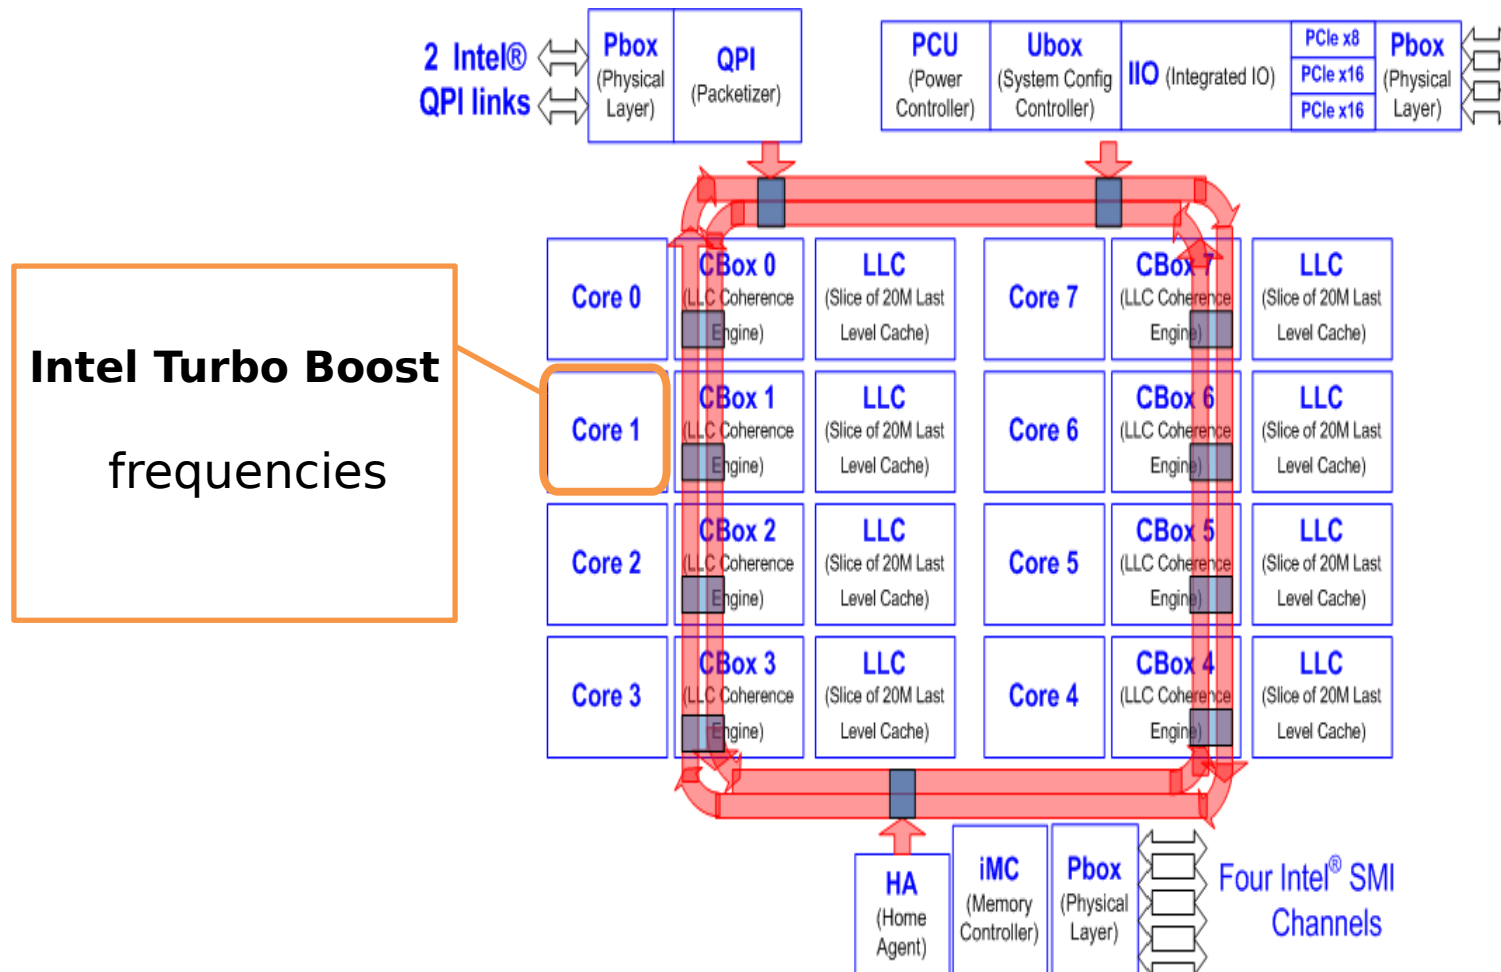 2 Intel®
QPI links
Pbox
(Physical
Layer)
QPI
(Packetizer)
PCU
(Power
Controller)
Ubox
(System Config
Controller)
IIO (Integrated IO)
PCIe x8
PCIe x16
PCIe x16
Pbox
(Physical
Layer)
Intel Turbo Boost
frequencies
Core 0
CBox 0
(LLC Coherence
Engine)
LLC
(Slice of 20M Last
Level Cache)
Core 7
CBox 7
(LLC Coherence
Engine)
LLC
(Slice of 20M Last
Level Cache)
Core 1
CBox 1
(LLC Coherence
Engine)
LLC
(Slice of 20M Last
Level Cache)
Core 6
CBox 6
(LLC Coherence
Engine)
LLC
(Slice of 20M Last
Level Cache)
Core 2
CBox 2
(LLC Coherence
Engine)
LLC
(Slice of 20M Last
Level Cache)
Core 5
CBox 5
(LLC Coherence
Engine)
LLC
(Slice of 20M Last
Level Cache)
Core 3
CBox 3
(LLC Coherence
Engine)
LLC
(Slice of 20M Last
Level Cache)
Core 4
CBox 4
(LLC Coherence
Engine)
LLC
(Slice of 20M Last
Level Cache)
HA
(Home
Agent)
iMC
(Memory
Controller)
Pbox
(Physical
Layer)
Four Intel® SMI
Channels